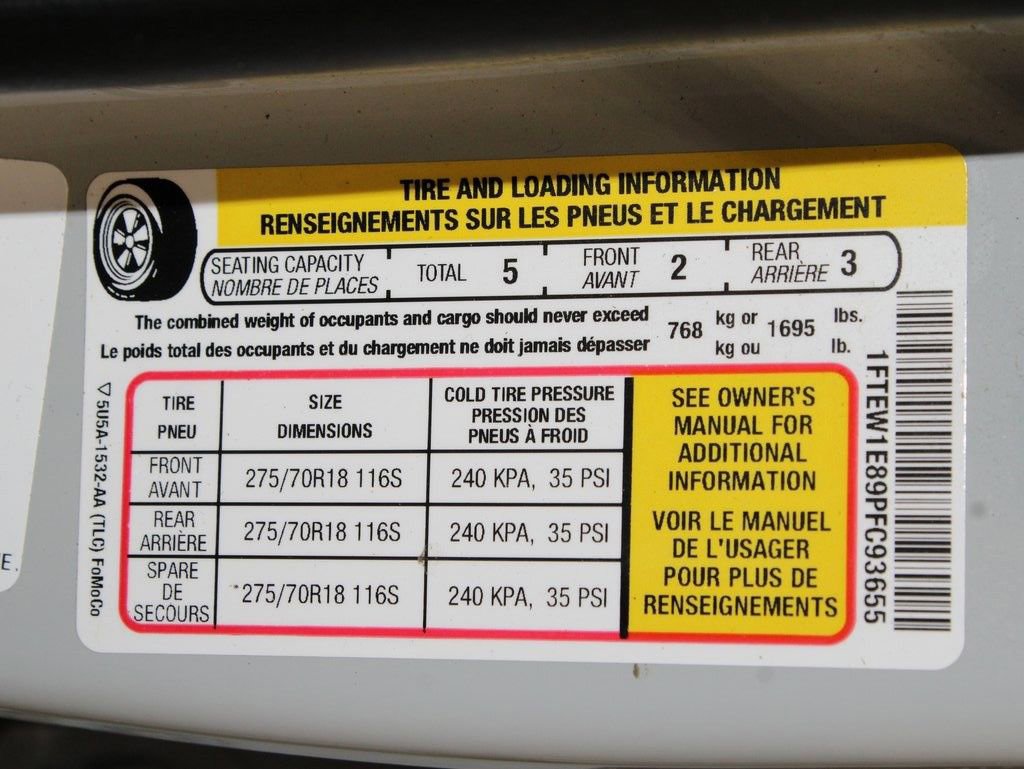 TIRE AND LOADING INFORMATION
RENSEIGNEMENTS SUR LES PNEUS ET LE CHARGEMENT
SEATING CAPACITY
NOMBRE DE PLACES
TOTAL 5
FRONT
AVANT
2
REAR
ARRIÈRE
3
The combined weight of occupants and cargo should never exceed
Le poids total des occupants et du chargement ne doit jamais dépasser
768
kg or
kg ou
1695
lbs.
lb.
TIRE
PNEU
SIZE
DIMENSIONS
COLD TIRE PRESSURE
PRESSION DES
PNEUS À FROID
FRONT
AVANT
275/70R18 116S
240 KPA, 35 PSI
REAR
ARRIÈRE
275/70R18 116S
240 KPA, 35 PSI
SPARE
DE
SECOURS
275/70R18 116S
240 KPA, 35 PSI
SEE OWNER'S
MANUAL FOR
ADDITIONAL
INFORMATION
VOIR LE MANUEL
DE L'USAGER
POUR PLUS DE
RENSEIGNEMENTS
5U5A-1532-AA (TLC) FoMoCo
1FTEW1E89PFC93655